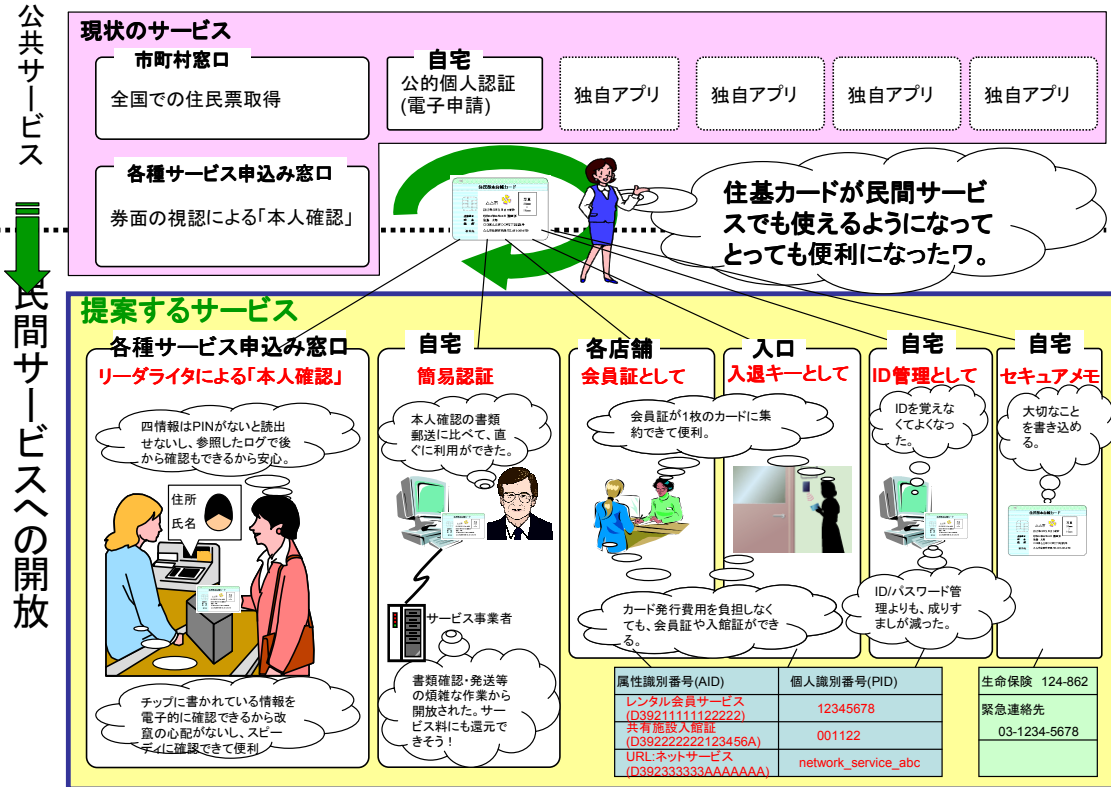 公共サービス
民間サービスへの開放
現状のサービス
市町村窓口
全国での住民票取得
自宅
公的個人認証
(電子申請)
独自アプリ
独自アプリ
独自アプリ
独自アプリ
各種サービス申込み窓口
券面の視認による「本人確認」
住民基本台帳カード
住基カードが民間サービ
スでも使えるようになって
とっても便利になったワ。
提案するサービス
各種サービス申込み窓口
リーダライタによる「本人確認」
四情報はPINがないと読出
せないし、参照したログで後
から確認もできるから安心。
住所
氏名
チップに書かれている情報を
電子的に確認できるから改
竄の心配がないし、スピー
ディに確認できて便利
自宅
簡易認証
本人確認の書類
郵送に比べて、直
ぐに利用ができた。
サービス事業者
書類確認・発送等
の煩雑な作業から
開放された。サー
ビス料にも還元で
きそう！
各店舗
会員証として
会員証が1枚のカードに集
約できて便利。
入口
入退キーとして
カード発行費用を負担しなく
ても、会員証や入館証ができ
る。
自宅
ID管理として
IDを覚えな
くてよくなっ
た。
ID/パスワード管
理よりも、成りす
ましが減った。
自宅
セキュアメモ
大切なこと
を書き込め
る。
住民基本台帳カード
属性識別番号(AID) 個人識別番号(PID)
レンタル会員サービス
(D39211111122222) 12345678
共有施設入館証
(D392222222123456A) 001122
URL:ネットサービス
(D392333333AAAAAAA) network_service_abc
生命保険 124-862
緊急連絡先
03-1234-5678